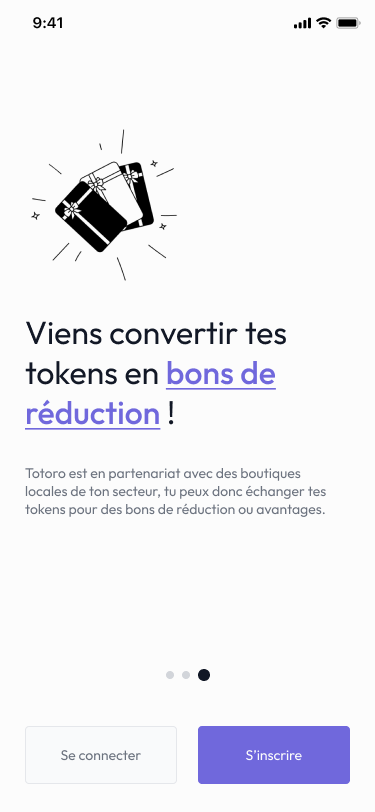 9:41
Viens convertir tes
tokens en bons de
réduction !
Totoro est en partenariat avec des boutiques
locales de ton secteur, tu peux donc échanger tes
tokens pour des bons de réduction ou avantages.
Se connecter
S'inscrire